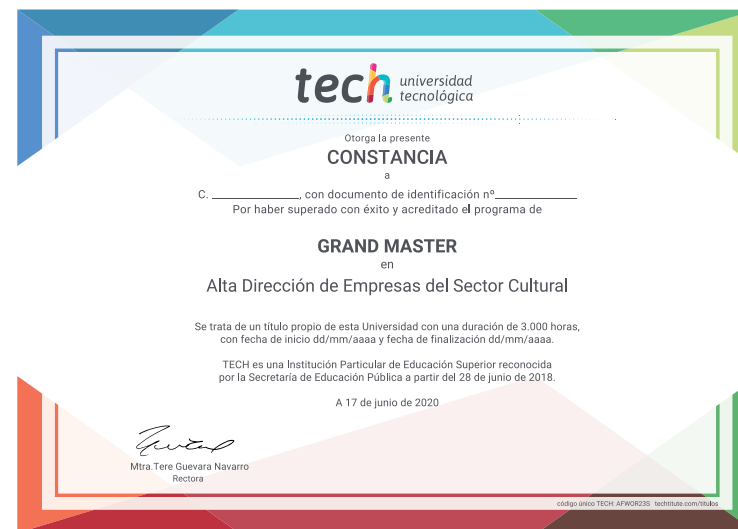 tech universidad
tecnológica
Otorga la presente
CONSTANCIA
a
C. ______________, con documento de identificación nº_____________
Por haber superado con éxito y acreditado el programa de
GRAND MASTER
en
Alta Dirección de Empresas del Sector Cultural
Se trata de un título propio de esta Universidad con una duración de 3.000 horas,
con fecha de inicio dd/mm/aaaa y fecha de finalización dd/mm/aaaa.
TECH es una Institución Particular de Educación Superior reconocida
por la Secretaría de Educación Pública a partir del 28 de junio de 2018.
A 17 de junio de 2020
Mtra.Tere Guevara Navarro
Rectora
código único TECH: AFWOR23S techtitute.com/titulos